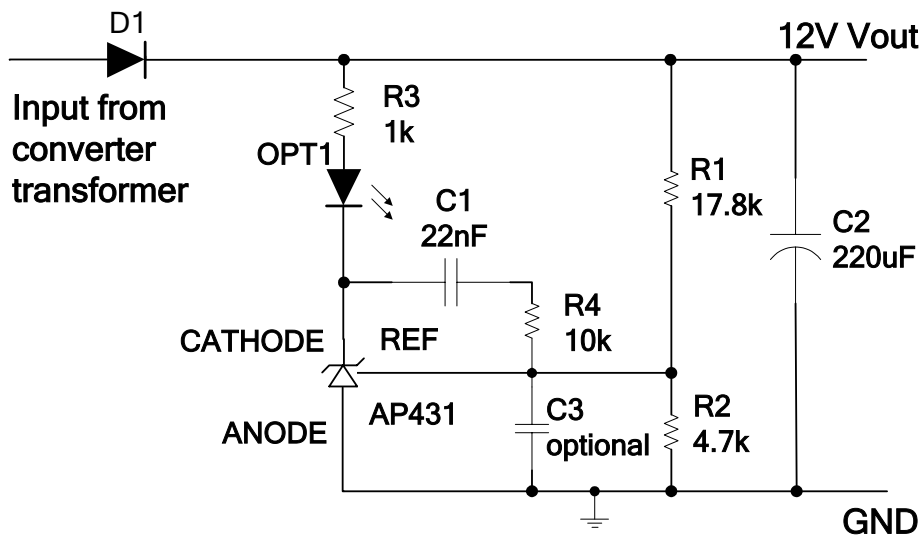 D1
12V Vout
Input from
converter
transformer
R3
1k
OPT1
C1
22nF
R1
17.8k
C2
220uF
R4
10k
CATHODE
REF
ANODE
AP431
C3
optional
R2
4.7k
GND